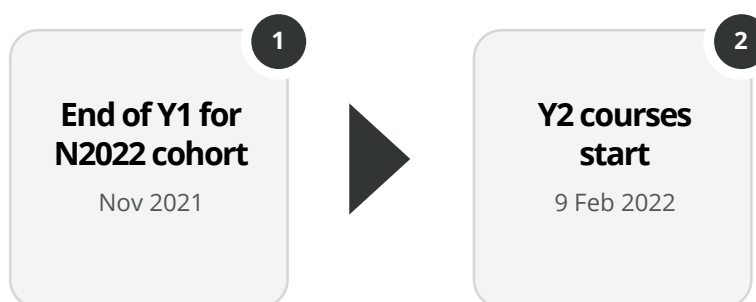 1
End of Y1 for
N2022 cohort
Nov 2021
2
Y2 courses
start
9 Feb 2022